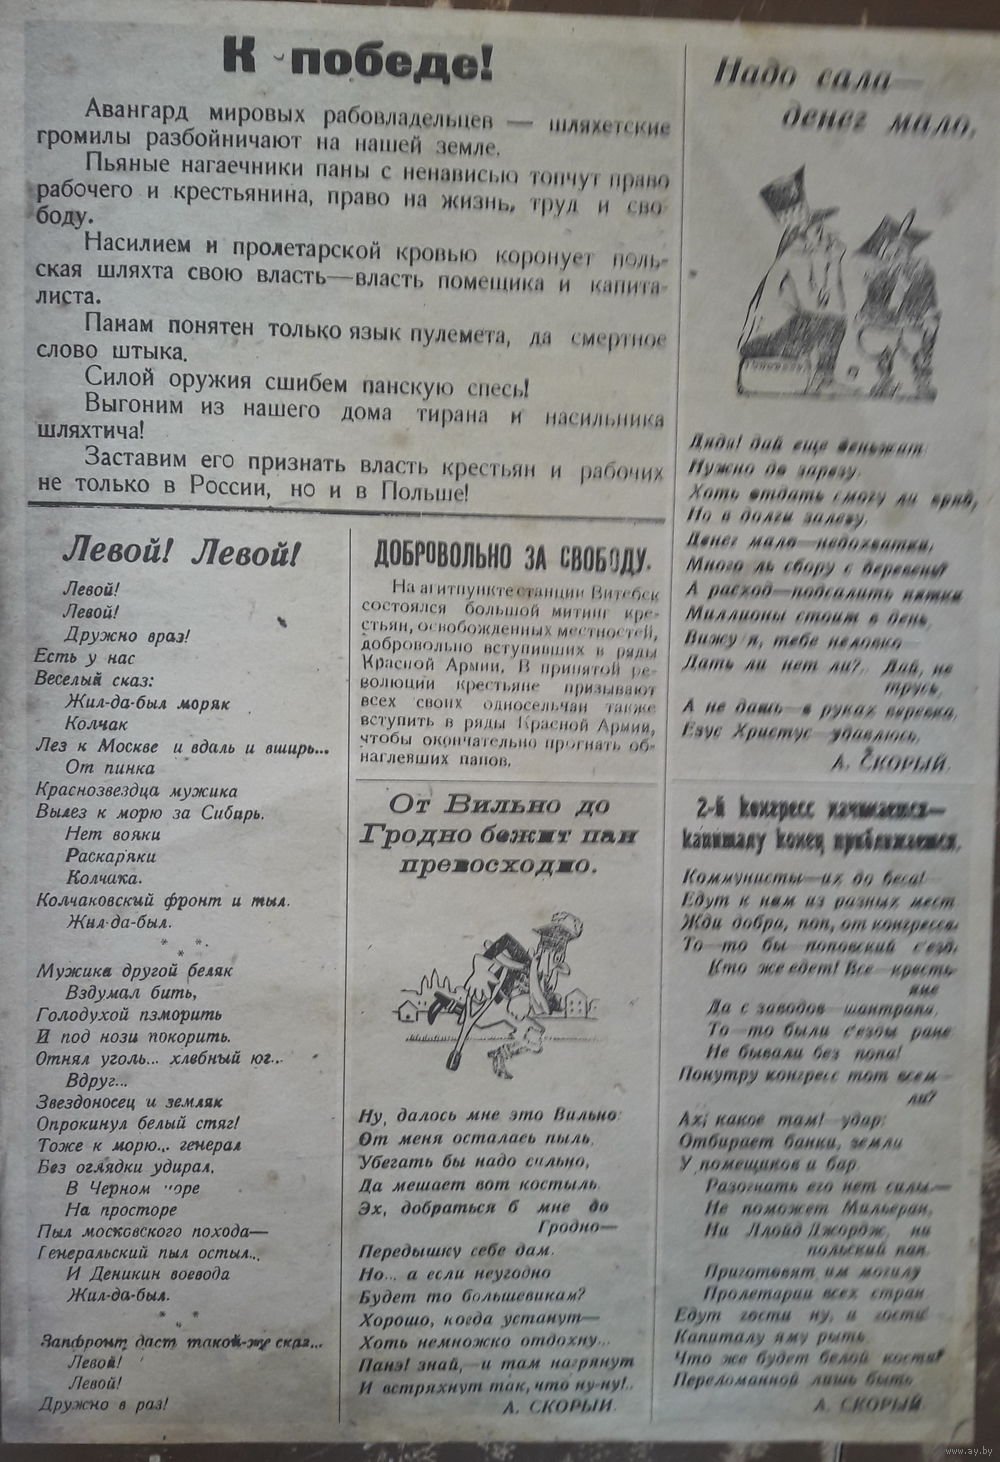 К победе!
Авангард мировых рабовладельцев — шляхетские
громилы разбойничают на нашей земле.
Пьяные нагаечники паны с ненавистью топчут право
рабочего и крестьянина, право на жизнь, труд и сво-
боду.
Насилием и пролетарской кровью коронует поль-
ская шляхта свою власть—власть помещика и капита-
листа.
Панам понятен только язык пулемета, да смертное
слово штыка.
Силой оружия сшибем панскую спесь!
Выгоним из нашего дома тирана и насильника
шляхтича!
Заставим его признать власть крестьян и рабочих
не только в России, но и в Польше!
Левой! Левой!
Левой!
Левой!
Дружно враз!
Есть у нас
Веселый сказ:
Жил-да-был моряк
Колчак
Лез к Москве и вдаль и вширь...
От пинка
Краснозвездца мужика
Вылез к морю за Сибирь.
Нет вояки
Раскаряки
Колчака.
Колчаковский фронт и тыл.
Жил-да-был.
* *
*
Мужика другой беляк
Вздумал бить,
Голодухой пзморить
И под нози покорить.
Отнял уголь... хлебный юг...
Вдруг...
Звездоносец и земляк
Опрокинул белый стяг!
Тоже к морю... генерал
Без оглядки удирал.
В Черном море
На просторе
Пыл московского похода—
Генеральский пыл остыл...
И Деникин воевода
Жил-да-был.
* *
*
Запфронт даст такой-же сказ...
Левой!
Левой!
Дружно в раз!
ДОБРОВОЛЬНО ЗА СВОБОДУ.
На агитпункте станции Витебск
состоялся большой митинг кре-
стьян, освобожденных местностей,
добровольно вступивших в ряды
Красной Армии. В принятой ре-
волюции крестьяне призывают
всех своих односельчан также
вступить в ряды Красной Армии,
чтобы окончательно прогнать об-
наглевших панов.
От Вильно до
Гродно бежит пан
превосходно.
Ну, далось мне это Вильно:
От меня осталась пыль.
Убегать бы надо сильно,
Да мешает вот костыль.
Эх, добраться б мне до
Гродно—
Передышку себе дам.
Но... а если неугодно
Будет то большевикам?
Хорошо, когда устанут—
Хоть немножко отдохну...
Панэ! знай,—и там нагрянут
И встряхнут так, что ну-ну!..
А. СКОРЫЙ.
Надо сала—
денег мало.
Дядя! дай еще деньжат:
Нужно до зарезу.
Хоть отдать смогу ли вряд,
Но в долги залезу.
Денег мало—недохватки,
Много ль сбору с деревень?
А расход—подсалить пятки
Миллионы стоит в день.
Вижу я, тебе неловко—
Дать ли нет ли?.. Дай, не
трусь,
А не дашь—в руках веревка,
Езус Христус—удавлюсь.
А. СКОРЫЙ.
2-й конгресс начинается—
капиталу конец приближается.
Коммунисты—их до беса!—
Едут к нам из разных мест
Жди добра, поп, от конгресса:
То—то бы поповский с'езд.
Кто же едет! Все—кресть-
яне
Да с заводов—шантрапа.
То—то были с'езды ране:
Не бывали без попа!
Понутру конгресс тот всем—
ли?
Ах, какое там!—удар:
Отбирает банки, земли
У помещиков и бар.
Разогнать его нет силы.—
Не поможет Мильеран,
Ни Ллойд Джордж, ни
польский пан.
Приготовят им могилу
Пролетарии всех стран.
Едут гости—ну, и гости!—
Капиталу яму рыть.
Что же будет белой кости?
Переломанной лишь быть.
А. СКОРЫЙ.
www.ay.by